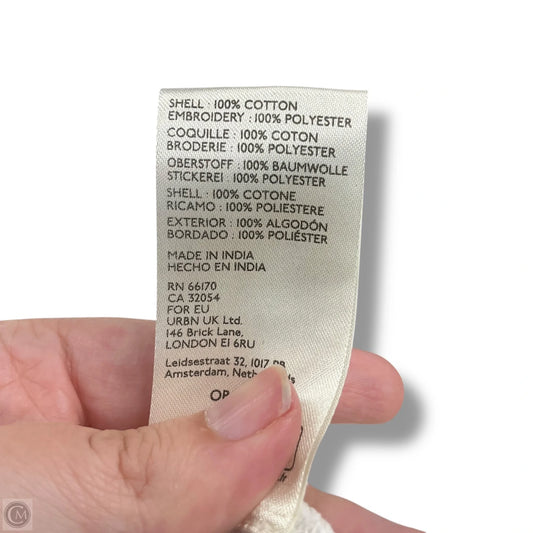 SHELL : 100% COTTON
EMBROIDERY : 100% POLYESTER
COQUILLE : 100% COTON
BRODERIE : 100% POLYESTER
OBERSTOFF : 100% BAUMWOLLE
STICKEREI : 100% POLYESTER
SHELL : 100% COTONE
RICAMO : 100% POLIESTERE
EXTERIOR : 100% ALGODÓN
BORDADO : 100% POLIÉSTER
MADE IN INDIA
HECHO EN INDIA
RN 66170
CA 32054
FOR EU
URBN UK Ltd.
146 Brick Lane,
LONDON E1 6RU
Leidsestraat 32, 1017
Amsterdam,
CM